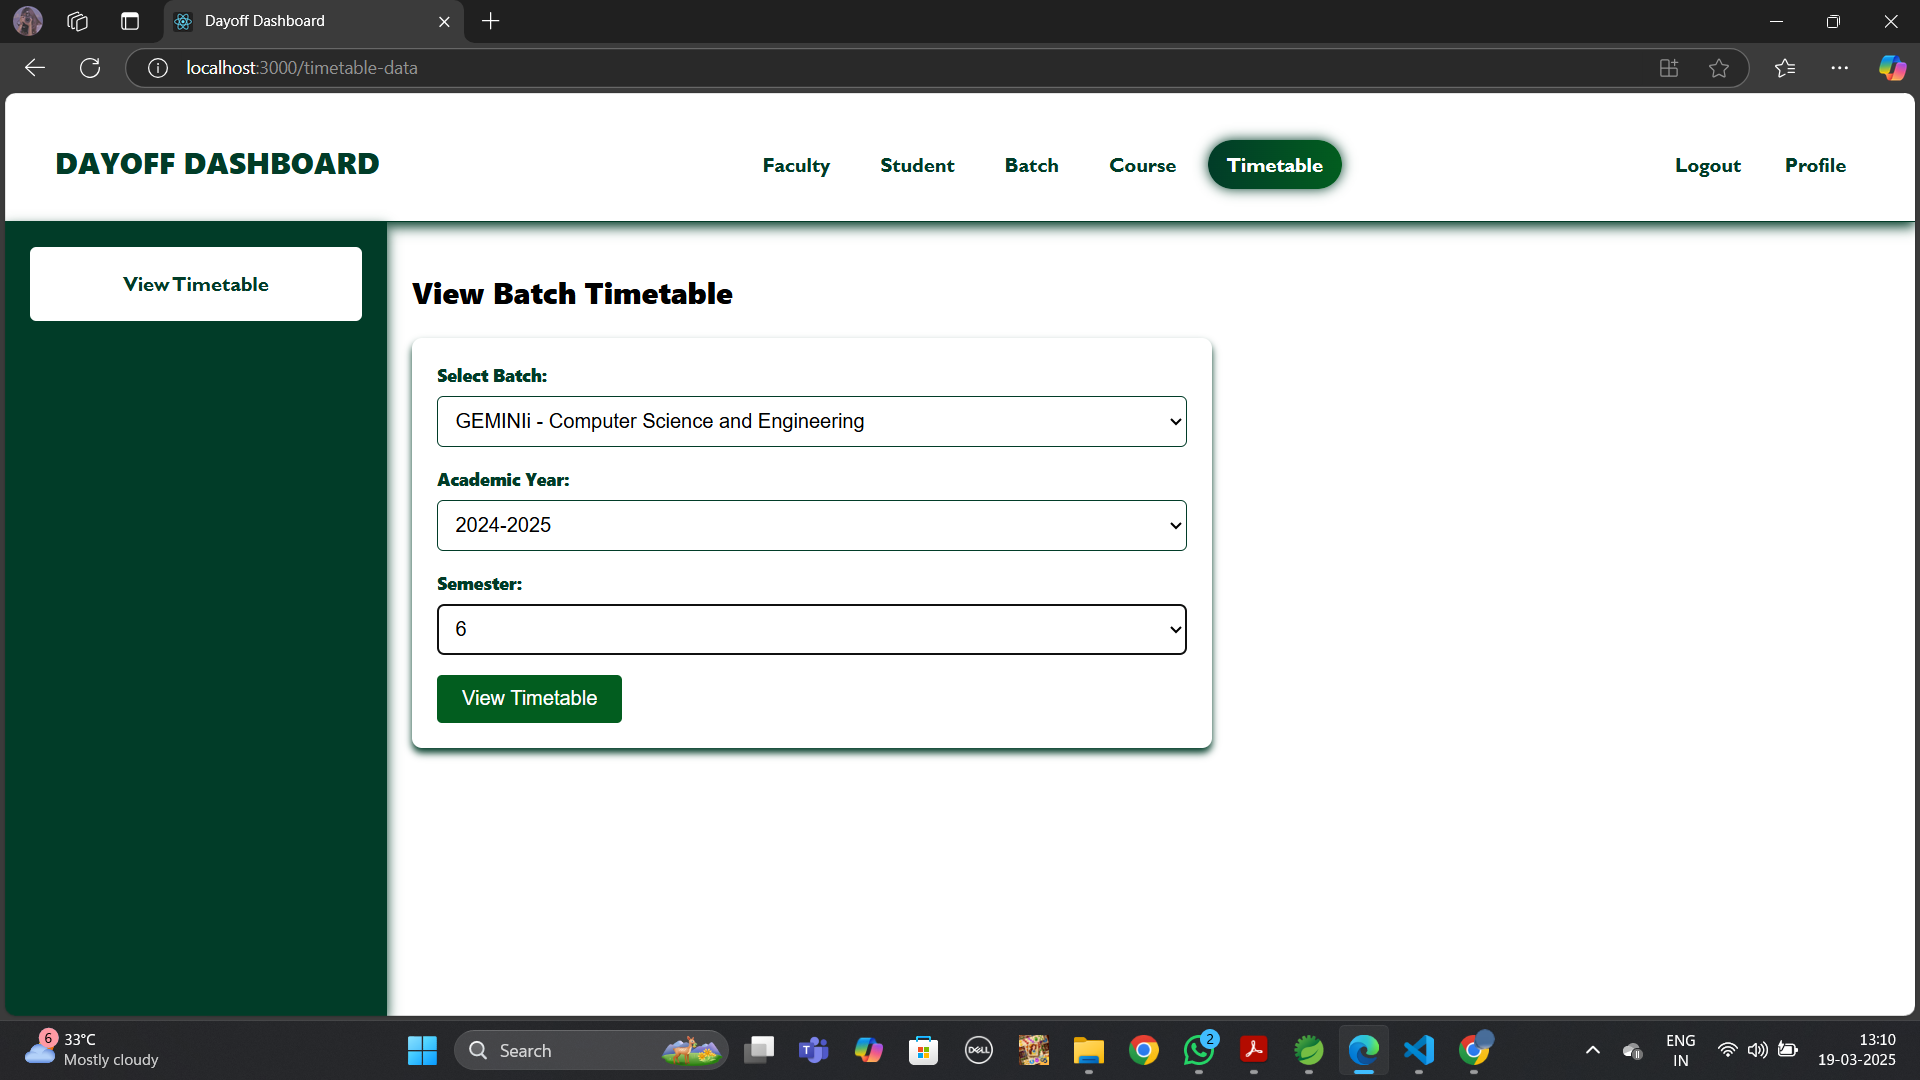 Dayoff Dashboard
localhost:3000/timetable-data
DAYOFF DASHBOARD
Faculty
Student
Batch
Course
Timetable
Logout
Profile
View Timetable
View Batch Timetable
Select Batch:
GEMINIi - Computer Science and Engineering
Academic Year:
2024-2025
Semester:
6
View Timetable
6
33°C
Mostly cloudy
Search
T
DELL
2
ENG
IN
13:10
19-03-2025